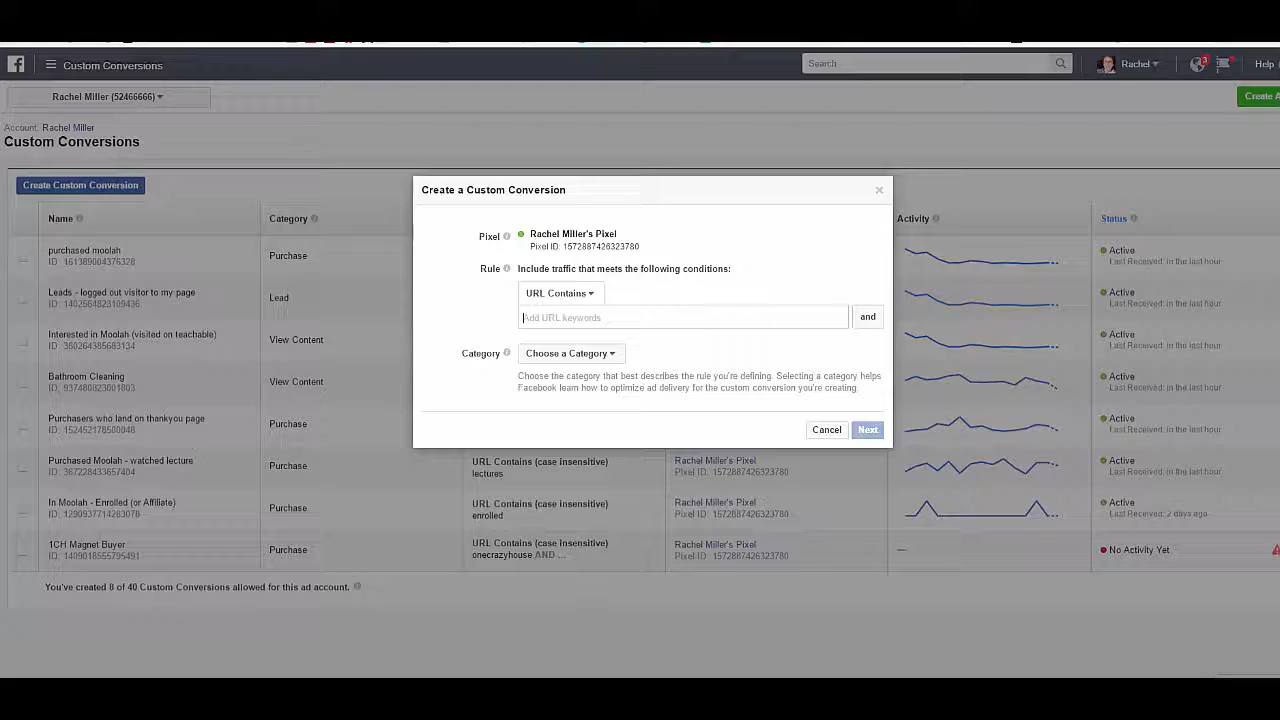 Custom Conversions
Search
Rachel
3
Help
Rachel Miller (52466666)
Create A
Account: Rachel Miller
Custom Conversions
Create Custom Conversion
Name
Category
Activity
Status
purchased moolah
ID: 161389004376328
Purchase
Active
Last Received: in the last hour
Leads - logged out visitor to my page
ID: 1402564823109436
Lead
Active
Last Received: in the last hour
Interested in Moolah (visited on teachable)
ID: 360264385683134
View Content
Active
Last Received: in the last hour
Bathroom Cleaning
ID: 937480823001803
View Content
Active
Last Received: in the last hour
Purchasers who land on thankyou page
ID: 152452178580048
Purchase
Active
Last Received: in the last hour
Purchased Moolah - watched lecture
ID: 367228433657404
Purchase
URL Contains (case insensitive)
lectures
Rachel Miller's Pixel
Pixel ID: 1572887426323780
Active
Last Received: in the last hour
In Moolah - Enrolled (or Affiliate)
ID: 1290937714283078
Purchase
URL Contains (case insensitive)
enrolled
Rachel Miller's Pixel
Pixel ID: 1572887426323780
Active
Last Received: 2 days ago
1CH Magnet Buyer
ID: 1409018555795491
Purchase
URL Contains (case insensitive)
onecrazyhouse AND ...
Rachel Miller's Pixel
Pixel ID: 1572887426323780
No Activity Yet
You've created 8 of 40 Custom Conversions allowed for this ad account.
Create a Custom Conversion
Pixel
Rachel Miller's Pixel
Pixel ID: 1572887426323780
Rule
Include traffic that meets the following conditions:
URL Contains
Add URL keywords
and
Category
Choose a Category
Choose the category that best describes the rule you're defining. Selecting a category helps
Facebook learn how to optimize ad delivery for the custom conversion you're creating.
Cancel
Next